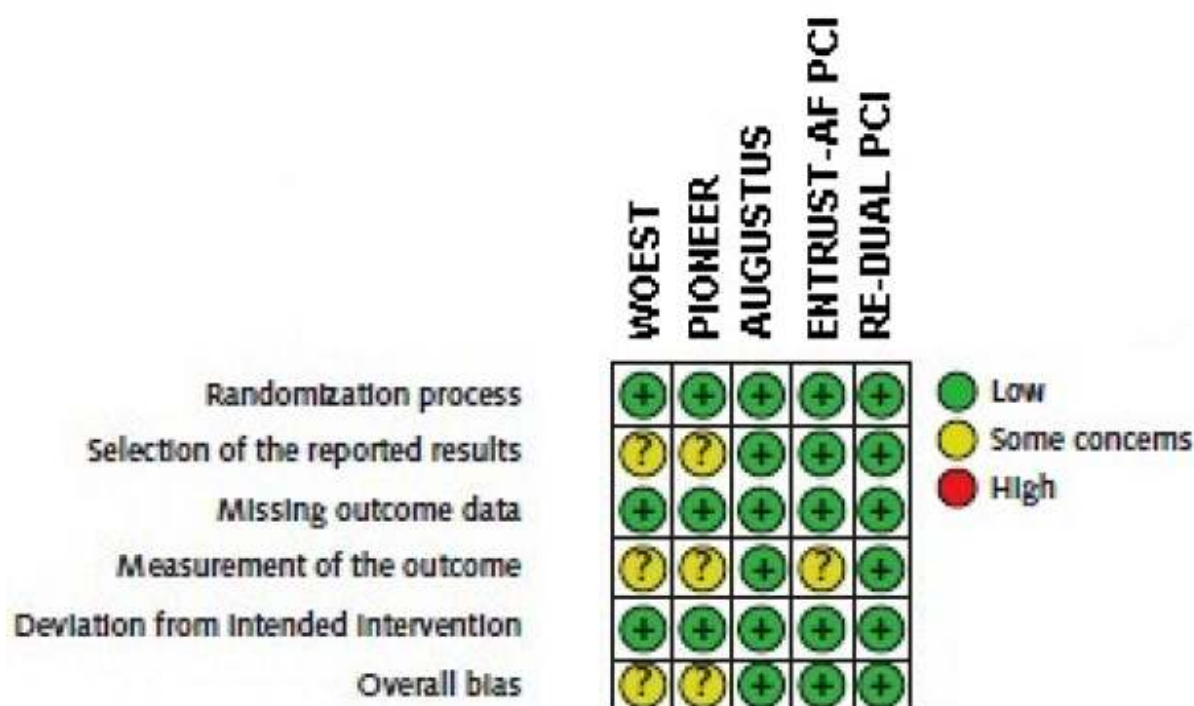 WOEST
PIONEER
AUGUSTUS
ENTRUST-AF PCI
RE-DUAL PCI
Randomization process
+ + + + +
Low
Selection of the reported results
? ? + + +
Some concerns
Missing outcome data
+ + + + +
High
Measurement of the outcome
? ? + ? +
Deviation from intended intervention
+ + + + +
Overall bias
? ? + + +